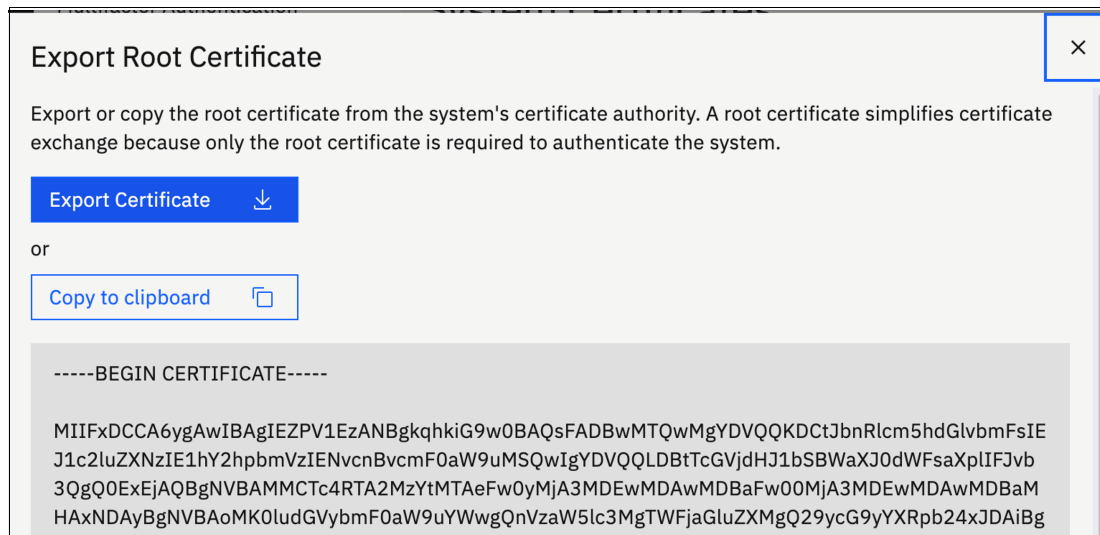 Export Root Certificate
Export or copy the root certificate from the system's certificate authority. A root certificate simplifies certificate
exchange because only the root certificate is required to authenticate the system.
Export Certificate
or
Copy to clipboard
-----BEGIN CERTIFICATE-----
MIIFxDCCA6ygAwIBAgIEZPV1EzANBgkqhkiG9w0BAQsFADBwMTQwMgYDVQQKDCtJbnRlcm5hdGlvbmFsIE
J1c2luZXNzIE1hY2hpbmVzIENvcnBvcmF0aW9uMSQwIgYDVQQLDBtTcGVjdHJ1bSBWaXJ0dWFsaXplIFJvb
3QgQ0ExEjAQBgNVBAMMCTc4RTA2MzYtMTAeFw0yMjA3MDEwMDAwMDBaFw00MjA3MDEwMDAwMDBaM
HAxNDAyBgNVBAoMK0ludGVybmF0aW9uYWwgQnVzaW5lc3MgTWFjaGluZXMgQ29ycG9yYXRpb24xJDAiBg